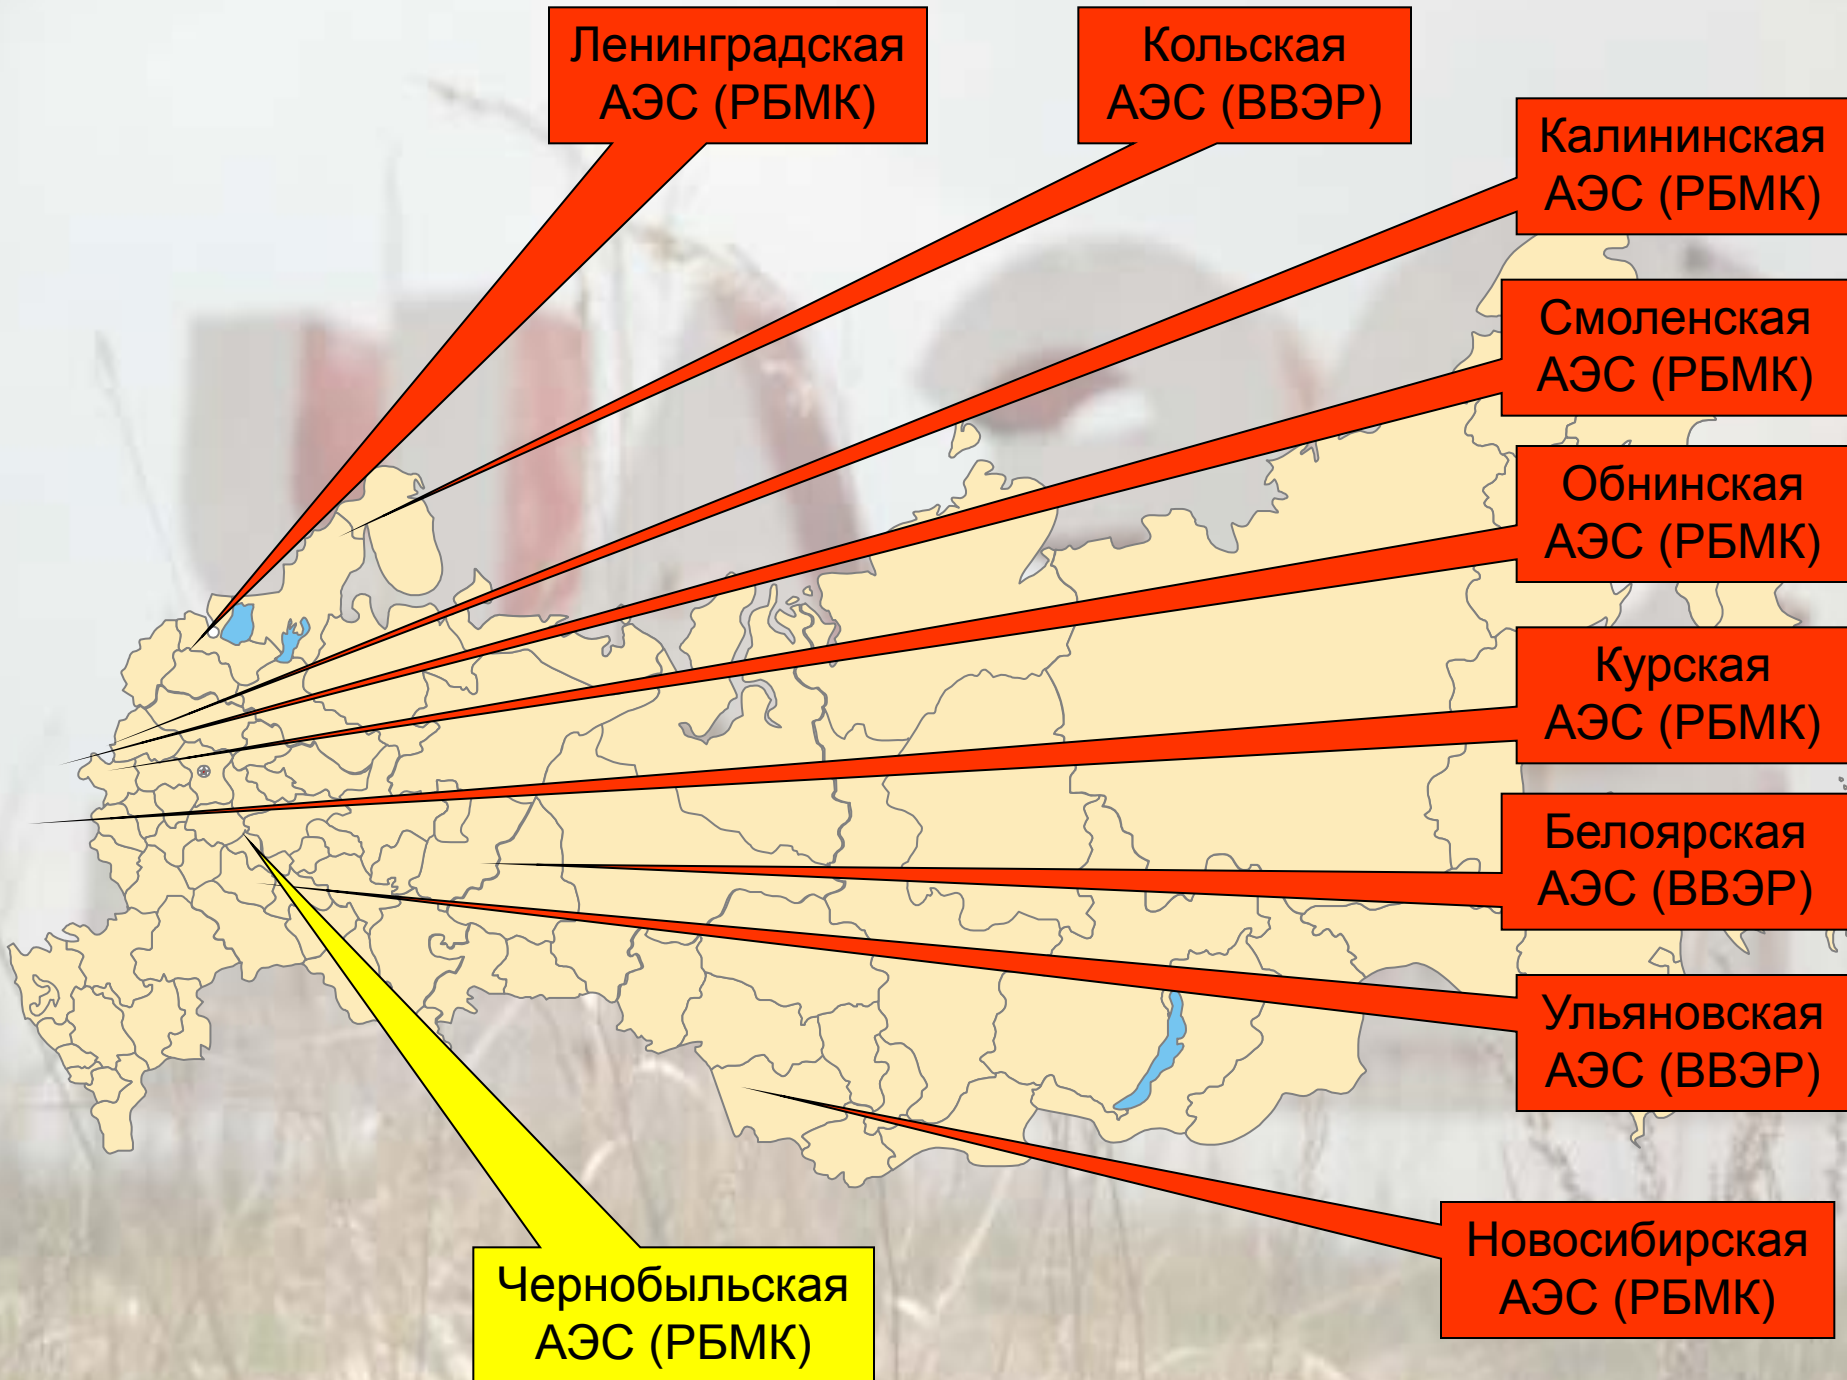 Ленинградская
АЭС (РБМК)
Кольская
АЭС (ВВЭР)
Калининская
АЭС (РБМК)
Смоленская
АЭС (РБМК)
Обнинская
АЭС (РБМК)
Курская
АЭС (РБМК)
Белоярская
АЭС (ВВЭР)
Ульяновская
АЭС (ВВЭР)
Новосибирская
АЭС (РБМК)
Чернобыльская
АЭС (РБМК)